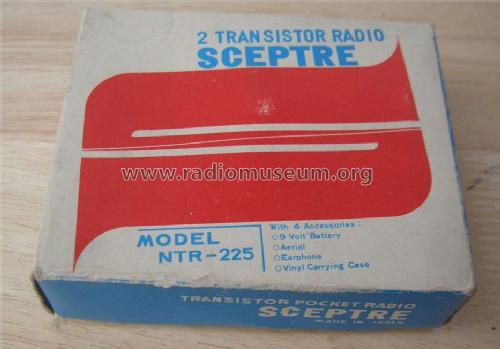 2 TRANSISTOR RADIO
SCEPTRE
www.radiomuseum.org
MODEL
NTR-225
With 4 Accessories:
○ 9 Volt Battery
○ Aerial
○ Earphone
○ Vinyl Carrying Case
TRANSISTOR POCKET RADIO
SCEPTRE
MADE IN JAPAN